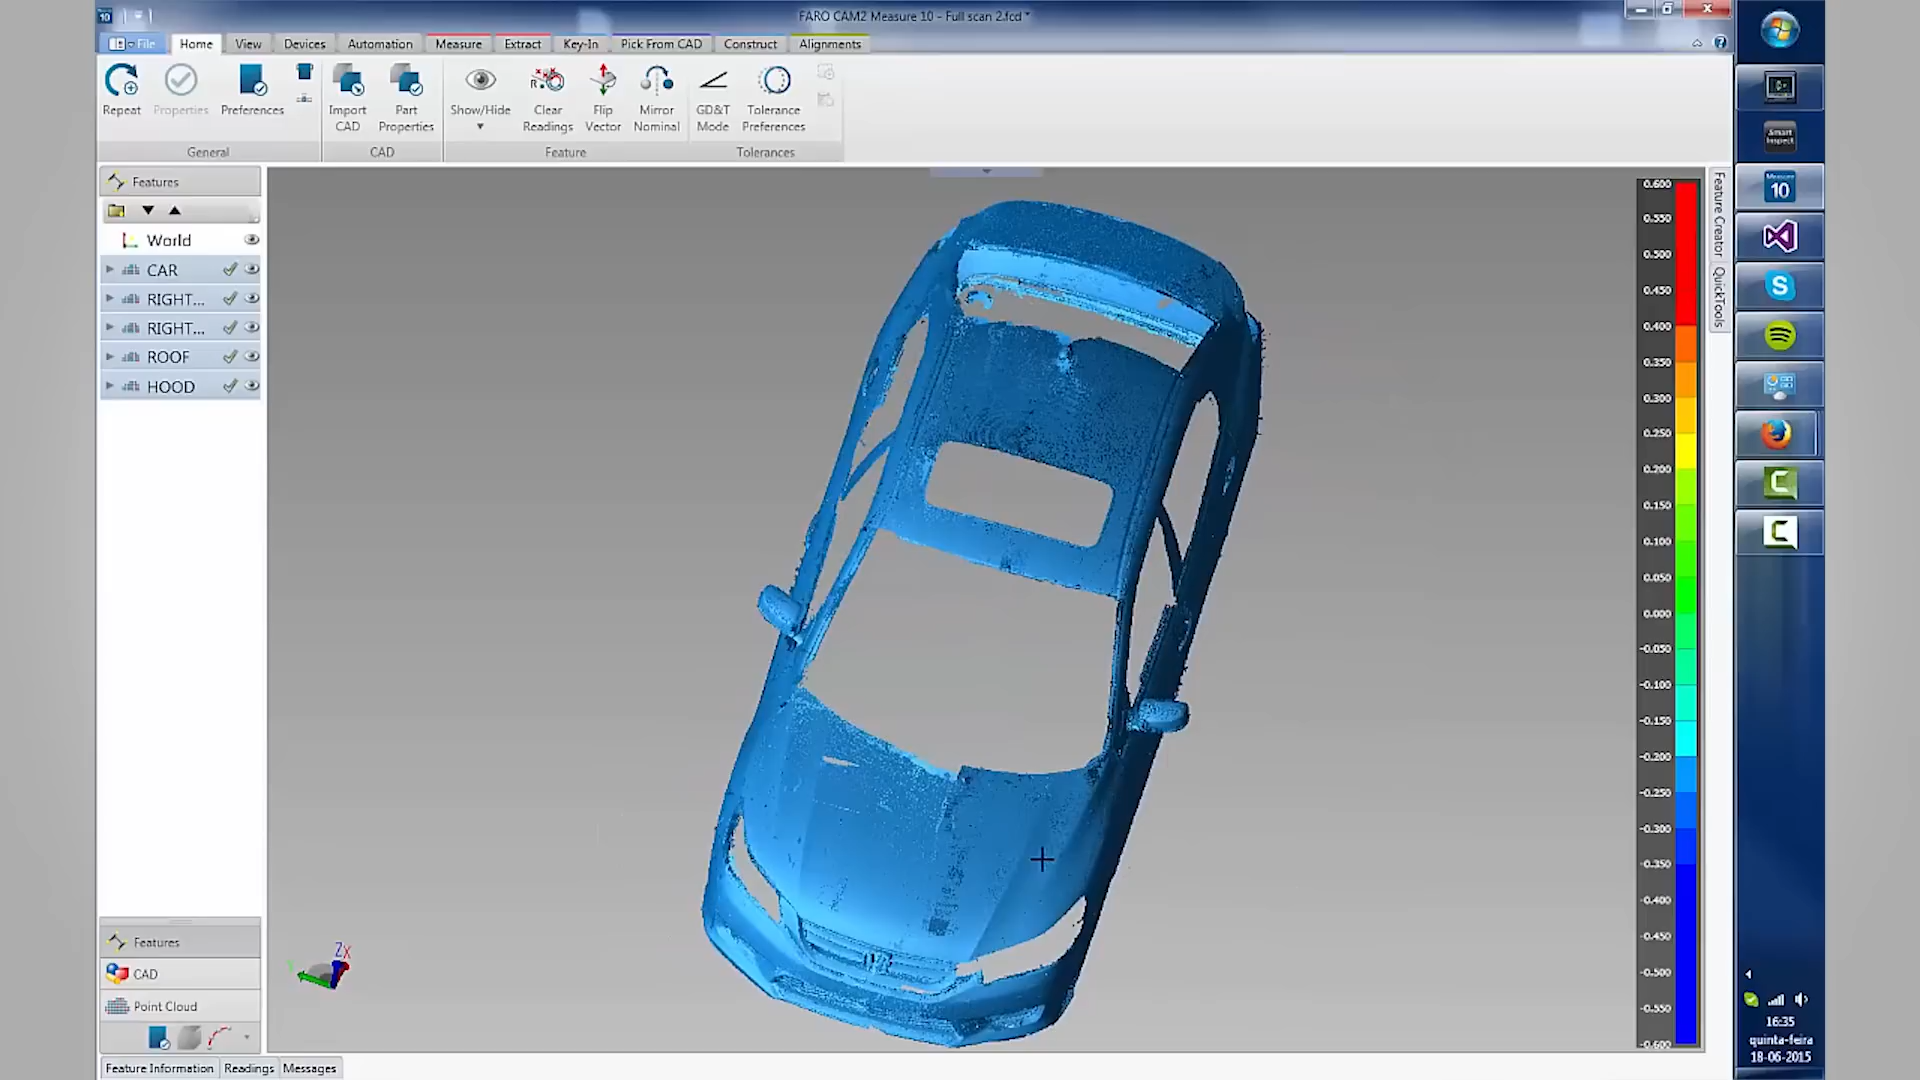 10
FARO CAM2 Measure 10 - Full scan 2.fcd *
File
Home
View
Devices
Automation
Measure
Extract
Key-In
Pick From CAD
Construct
Alignments
Repeat
Properties
Preferences
Import CAD
Part Properties
Show/Hide
Clear Readings
Flip Vector
Mirror Nominal
GD&T Mode
Tolerance Preferences
General
CAD
Feature
Tolerances
Features
World
CAR
RIGHT...
RIGHT...
ROOF
HOOD
Features
CAD
Point Cloud
Feature Information
Readings
Messages
Z
X
Y
0.600
0.550
0.500
0.450
0.400
0.350
0.300
0.250
0.200
0.150
0.100
0.050
0.000
-0.050
-0.100
-0.150
-0.200
-0.250
-0.300
-0.350
-0.400
-0.450
-0.500
-0.550
-0.600
Feature Creator
QuickTools
Smart Inspect
Measure
10
S
C
C
16:35
quinta-feira
18-06-2015